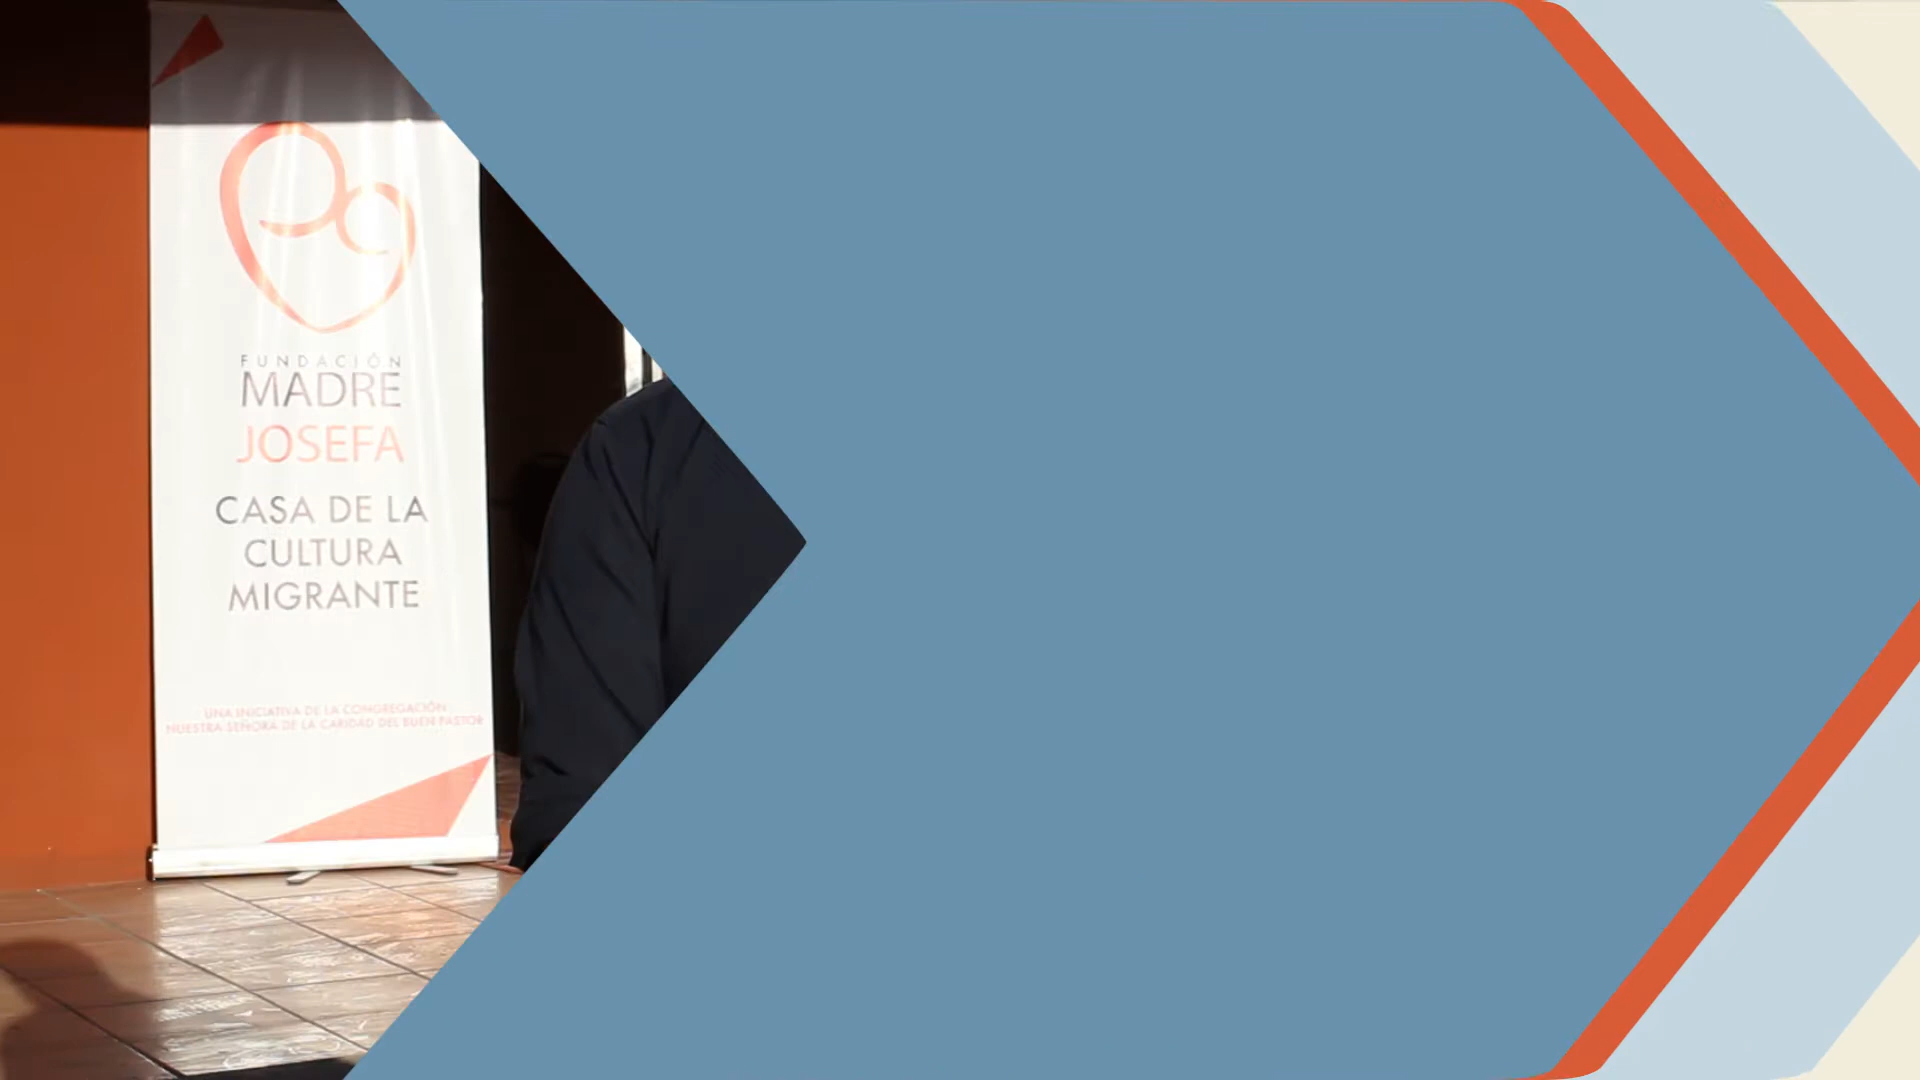 FUNDACIÓN
MADRE
JOSEFA
CASA DE LA
CULTURA
MIGRANTE
UNA INICIATIVA DE LA CONGREGACIÓN
NUESTRA SEÑORA DE LA CARIDAD DEL BUEN PASTOR